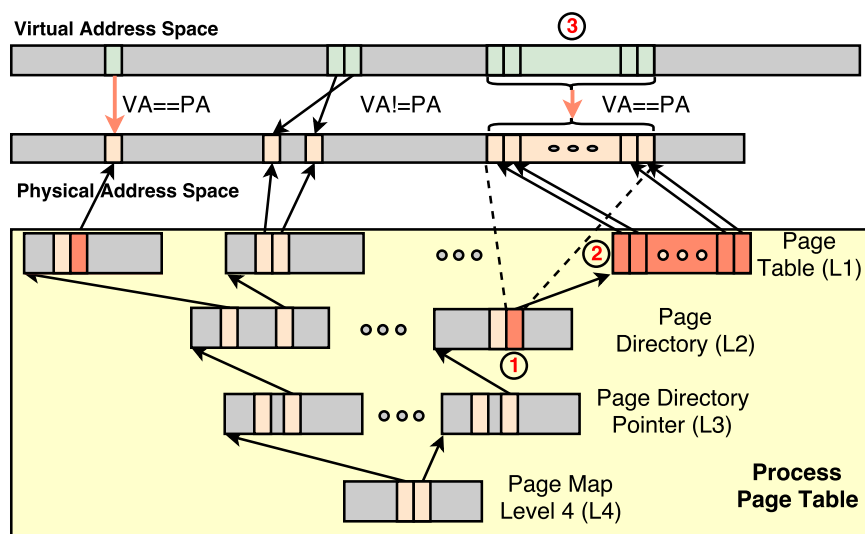 Virtual Address Space
3
VA==PA
VA!=PA
VA==PA
Physical Address Space
2
Page
Table (L1)
Page
Directory (L2)
1
Page Directory
Pointer (L3)
Page Map
Level 4 (L4)
Process
Page Table